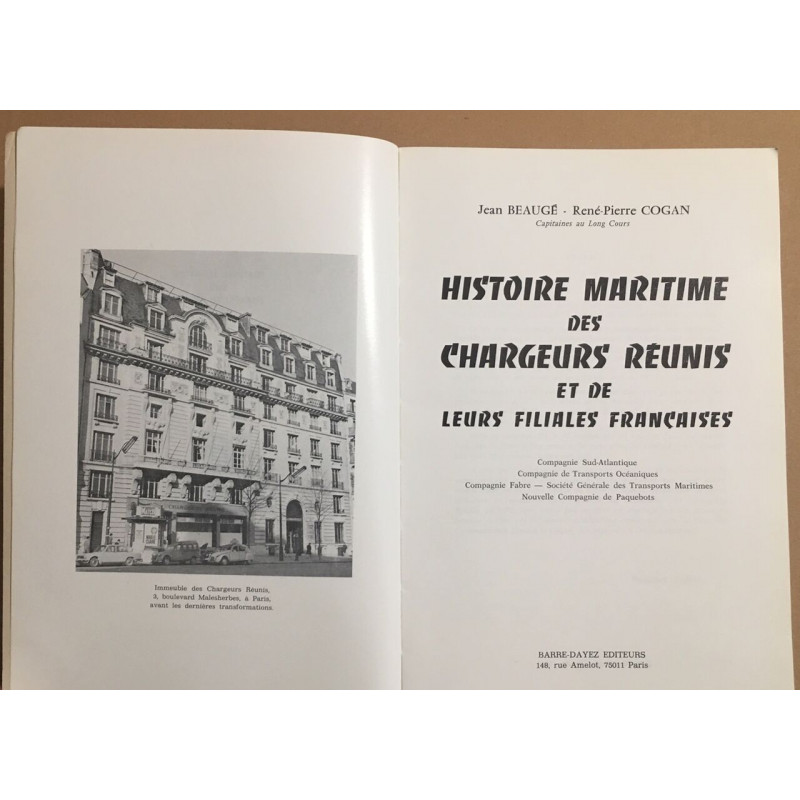 Immeuble des Chargeurs Réunis,
3, boulevard Malesherbes, à Paris,
avant les dernières transformations.
Jean BEAUGÉ - René-Pierre COGAN
Capitaines au Long Cours
HISTOIRE MARITIME
DES
CHARGEURS RÉUNIS
ET DE
LEURS FILIALES FRANÇAISES
Compagnie Sud-Atlantique
Compagnie de Transports Océaniques
Compagnie Fabre — Société Générale des Transports Maritimes
Nouvelle Compagnie de Paquebots
BARRE-DAYEZ EDITEURS
148, rue Amelot, 75011 Paris